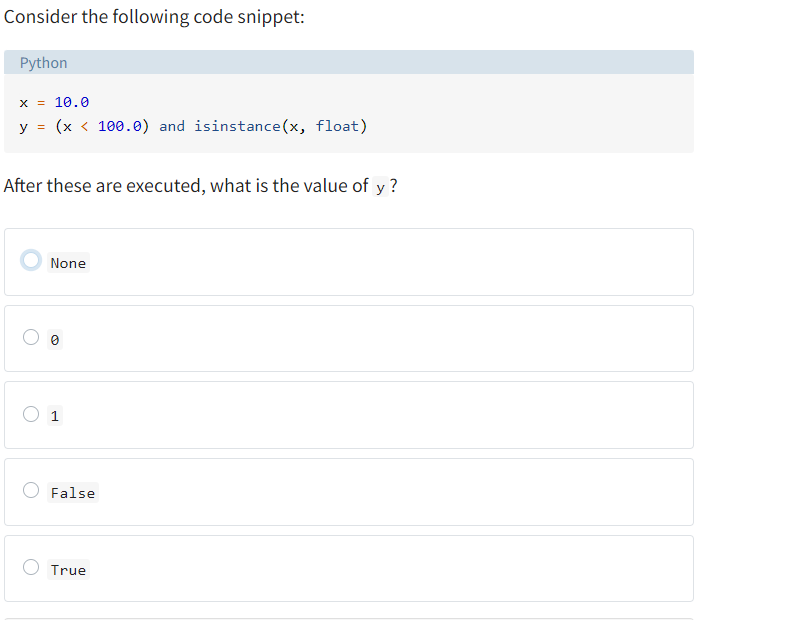 Consider the following code snippet:
Python
x = 10.0
y = (x < 100.0) and isinstance(x, float)
After these are executed, what is the value of y?
None
0
1
False
True